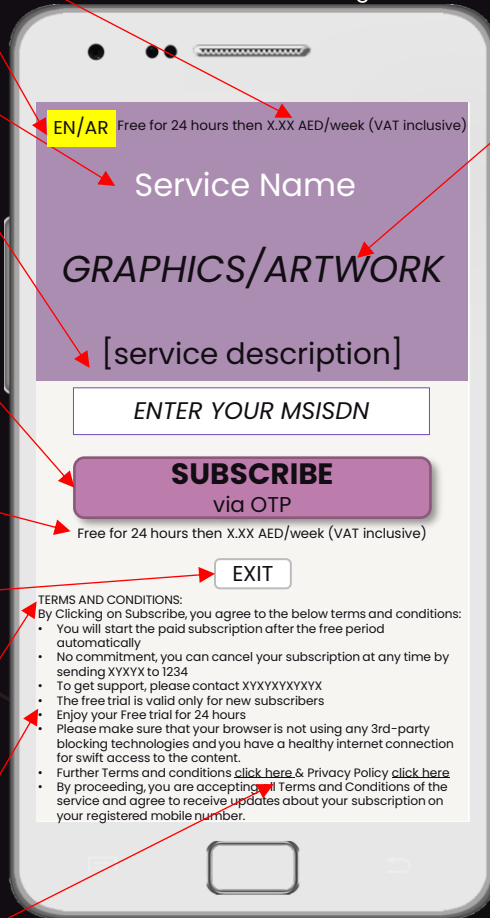 EN/AR Free for 24 hours then X.XX AED/week (VAT inclusive)
Service Name
GRAPHICS/ARTWORK
[service description]
ENTER YOUR MSISDN
SUBSCRIBE
via OTP
Free for 24 hours then X.XX AED/week (VAT inclusive)
EXIT
TERMS AND CONDITIONS:
By Clicking on Subscribe, you agree to the below terms and conditions:
• You will start the paid subscription after the free period
automatically
• No commitment, you can cancel your subscription at any time by
sending XYXYX to 1234
• To get support, please contact XYXYXYXYXYX
• The free trial is valid only for new subscribers
• Enjoy your Free trial for 24 hours
• Please make sure that your browser is not using any 3rd-party
blocking technologies and you have a healthy internet connection
for swift access to the content.
• Further Terms and conditions click here & Privacy Policy click here
• By proceeding, you are accepting all Terms and Conditions of the
service and agree to receive updates about your subscription on
your registered mobile number.